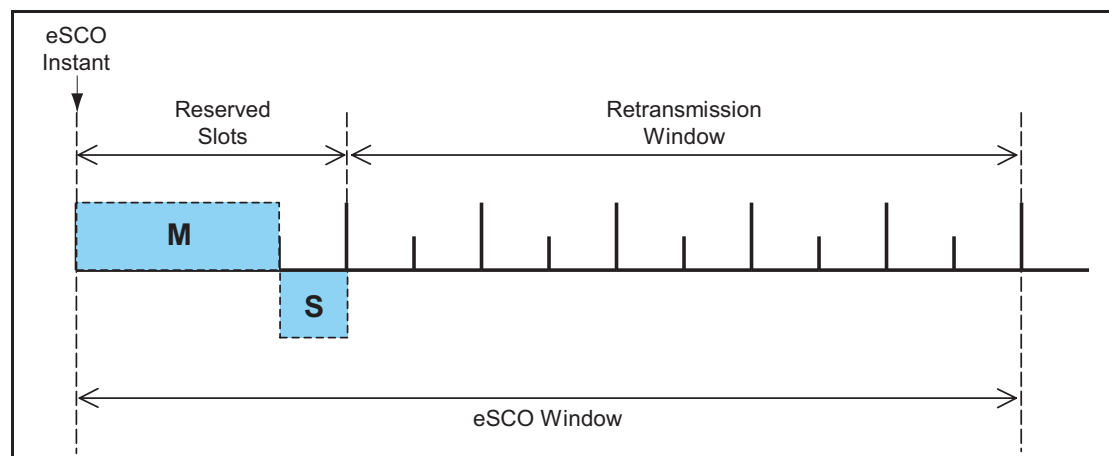 eSCO
Instant
Reserved
Slots
Retransmission
Window
M
S
eSCO Window